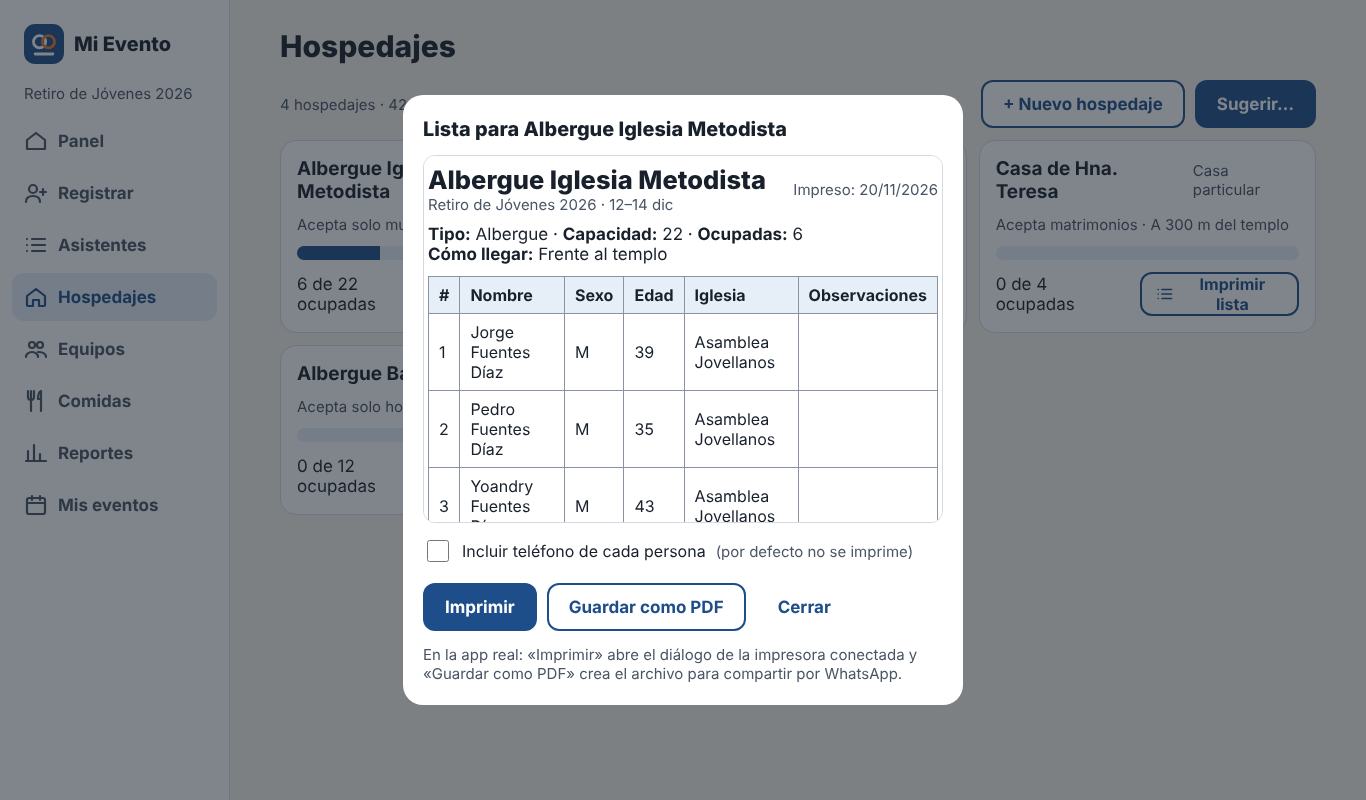 Mi Evento
Retiro de Jóvenes 2026
Panel
Registrar
Asistentes
Hospedajes
Equipos
Comidas
Reportes
Mis eventos
Hospedajes
4 hospedajes · 42
+ Nuevo hospedaje
Sugerir...
Albergue Ig
Metodista
Acepta solo mu
6 de 22
ocupadas
Casa de Hna.
Teresa
Casa
particular
Acepta matrimonios · A 300 m del templo
0 de 4
ocupadas
Imprimir
lista
Albergue Ba
Acepta solo ho
0 de 12
ocupadas
Lista para Albergue Iglesia Metodista
Albergue Iglesia Metodista
Impreso: 20/11/2026
Retiro de Jóvenes 2026 · 12–14 dic
Tipo: Albergue · Capacidad: 22 · Ocupadas: 6
Cómo llegar: Frente al templo
# Nombre Sexo Edad Iglesia Observaciones
1 Jorge Fuentes Díaz M 39 Asamblea Jovellanos
2 Pedro Fuentes Díaz M 35 Asamblea Jovellanos
3 Yoandry Fuentes Díaz M 43 Asamblea Jovellanos
Incluir teléfono de cada persona (por defecto no se imprime)
Imprimir
Guardar como PDF
Cerrar
En la app real: «Imprimir» abre el diálogo de la impresora conectada y
«Guardar como PDF» crea el archivo para compartir por WhatsApp.